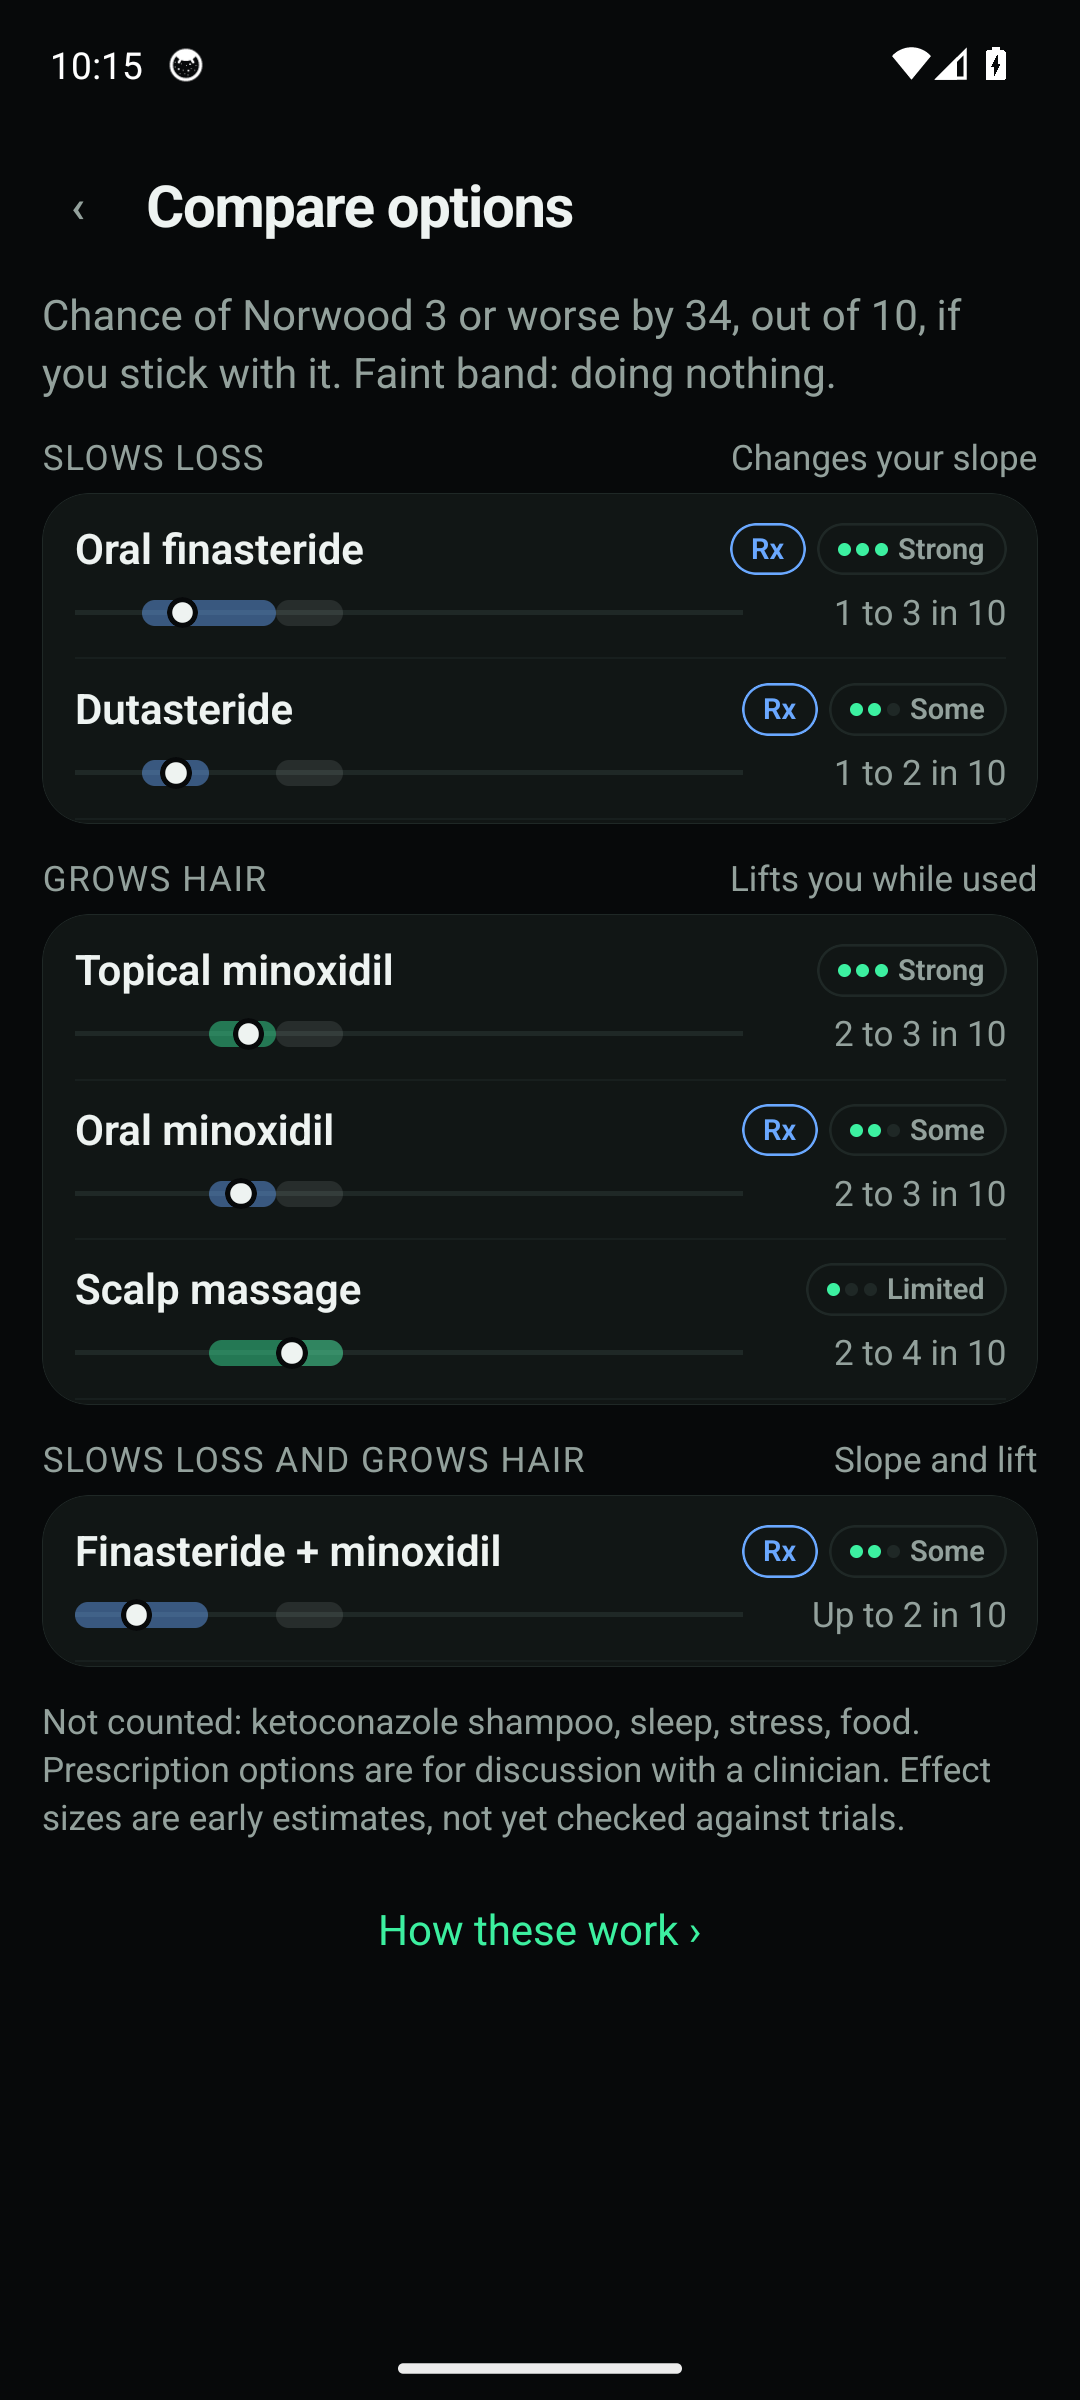 10:15
‹ Compare options
Chance of Norwood 3 or worse by 34, out of 10, if
you stick with it. Faint band: doing nothing.
SLOWS LOSS Changes your slope
Oral finasteride Rx Strong
1 to 3 in 10
Dutasteride Rx Some
1 to 2 in 10
GROWS HAIR Lifts you while used
Topical minoxidil Strong
2 to 3 in 10
Oral minoxidil Rx Some
2 to 3 in 10
Scalp massage Limited
2 to 4 in 10
SLOWS LOSS AND GROWS HAIR Slope and lift
Finasteride + minoxidil Rx Some
Up to 2 in 10
Not counted: ketoconazole shampoo, sleep, stress, food.
Prescription options are for discussion with a clinician. Effect
sizes are early estimates, not yet checked against trials.
How these work ›